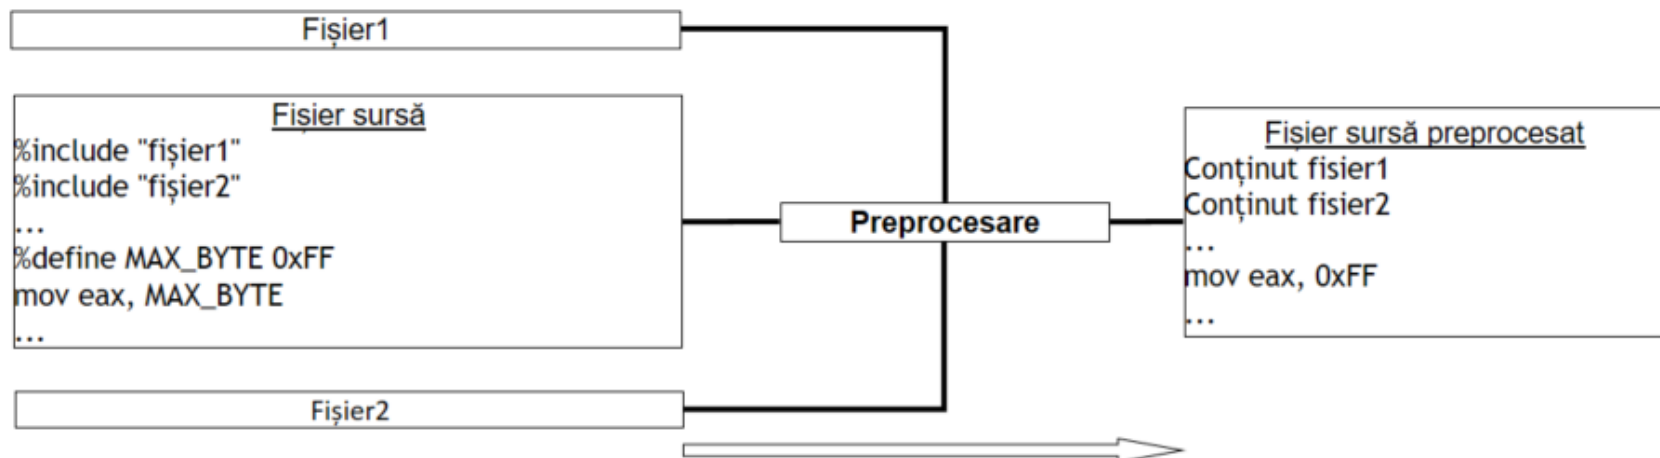 Fișier1
Fișier sursă
%include "fișier1"
%include "fișier2"
...
%define MAX_BYTE 0xFF
mov eax, MAX_BYTE
...
Fișier2
Preprocesare
Fișier sursă preprocesat
Conținut fisier1
Conținut fisier2
...
mov eax, 0xFF
...